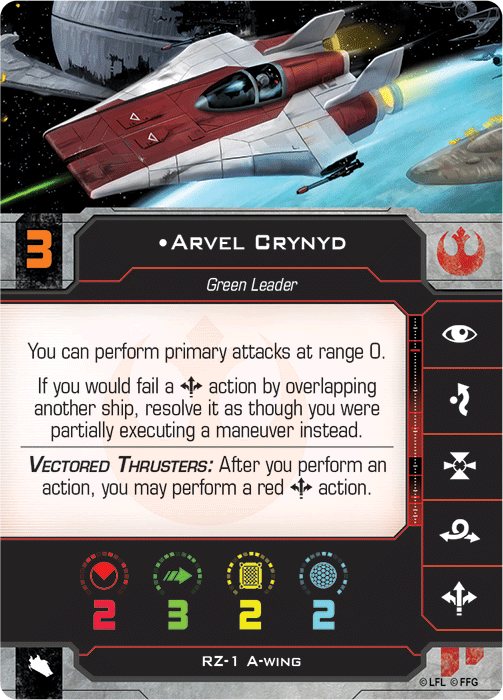 3
•Arvel Crynyd
Green Leader
You can perform primary attacks at range 0.
If you would fail a action by overlapping
another ship, resolve it as though you were
partially executing a maneuver instead.
Vectored Thrusters: After you perform an
action, you may perform a red action.
2 3 2 2
RZ-1 A-wing
© LFL © FFG